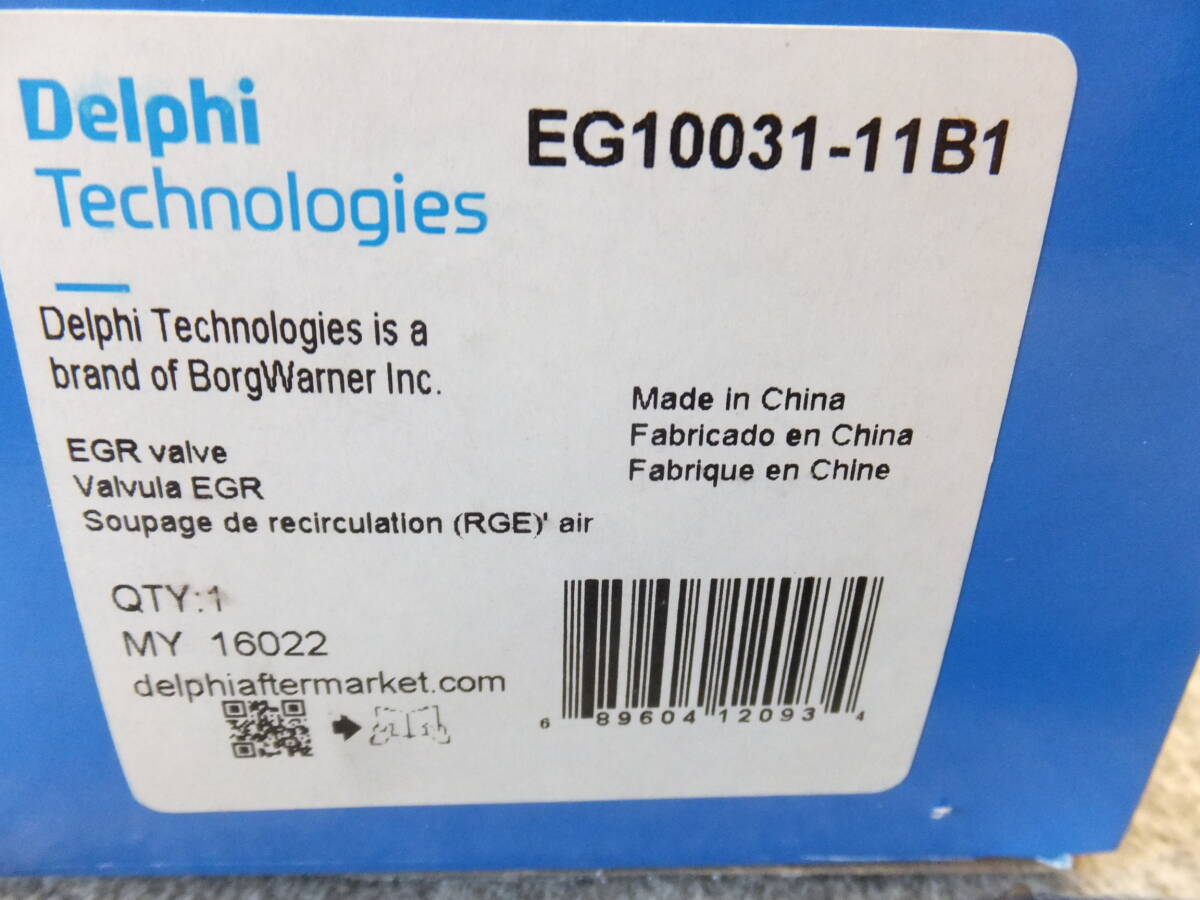 Delphi
Technologies
EG10031-11B1
Delphi Technologies is a
brand of BorgWarner Inc.
Made in China
Fabricado en China
Fabrique en Chine
EGR valve
Valvula EGR
Soupage de recirculation (RGE)' air
QTY:1
MY 16022
delphiaftermarket.com
6 89604 12093 4